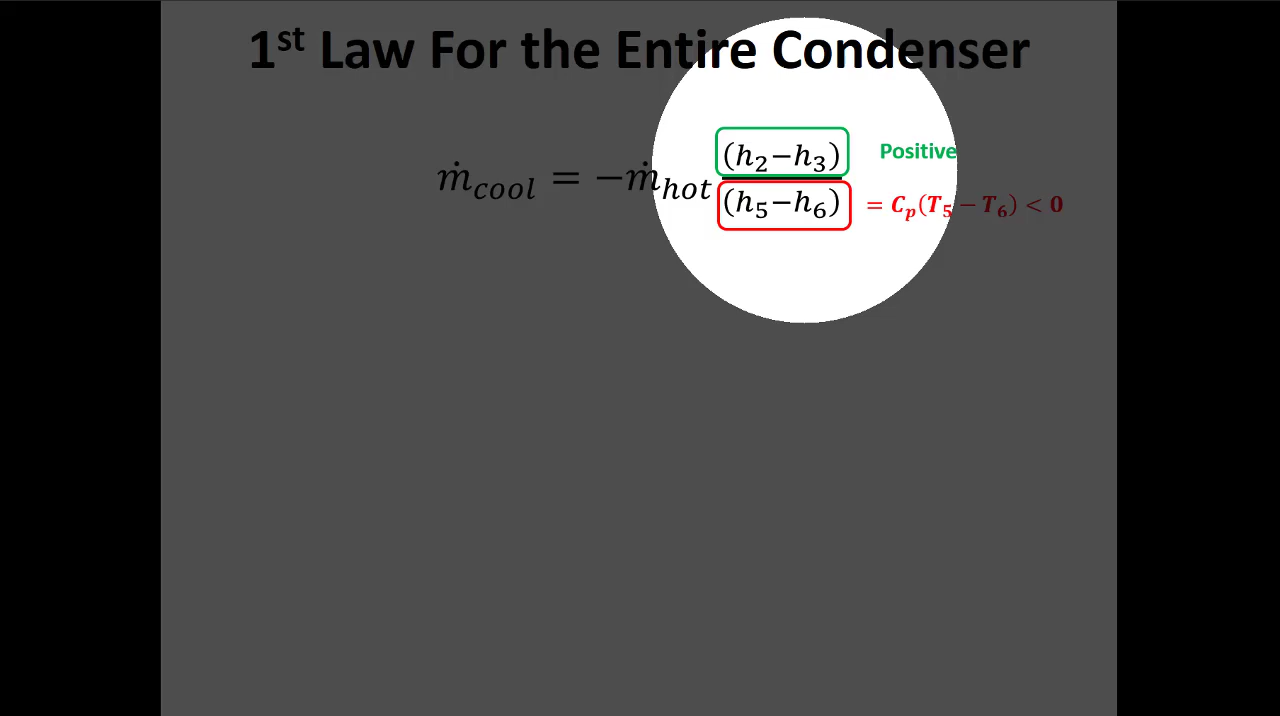 1st Law For the Entire Condenser
ṁ_cool = −ṁ_hot (h₂−h₃) / (h₅−h₆)
Positive
= C_p(T₅ − T₆) < 0